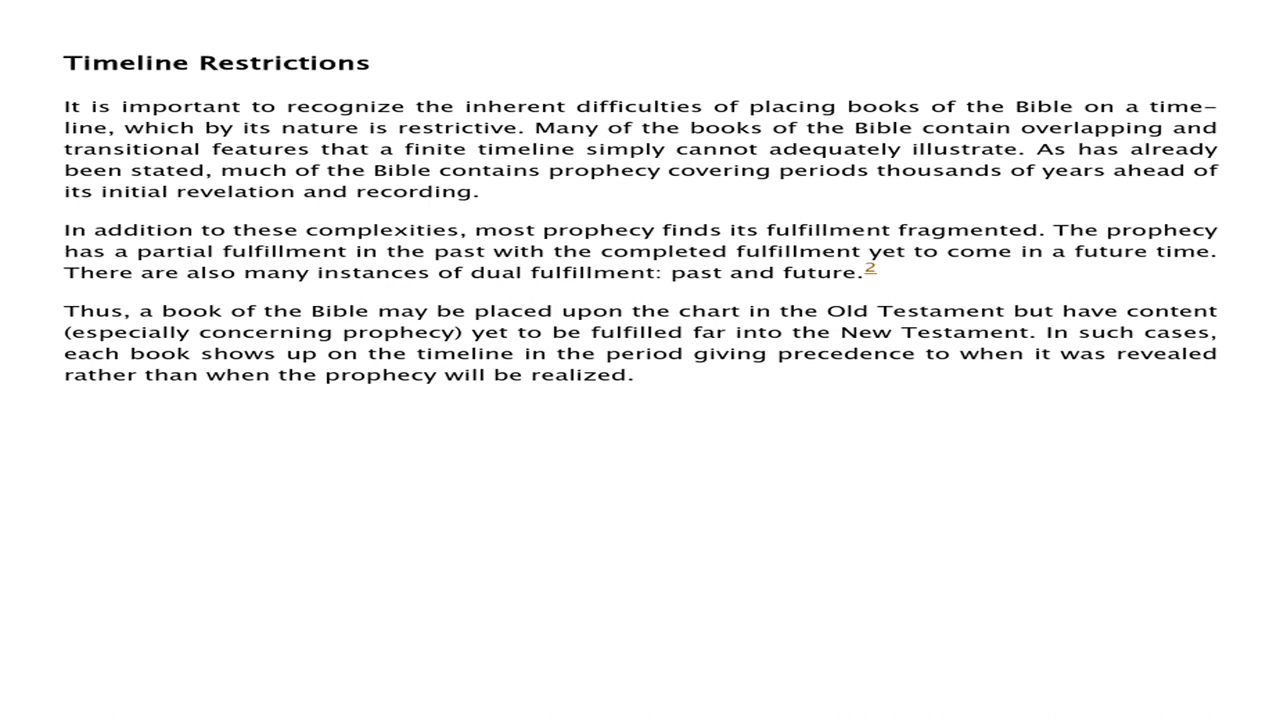 Timeline Restrictions
It is important to recognize the inherent difficulties of placing books of the Bible on a time-
line, which by its nature is restrictive. Many of the books of the Bible contain overlapping and
transitional features that a finite timeline simply cannot adequately illustrate. As has already
been stated, much of the Bible contains prophecy covering periods thousands of years ahead of
its initial revelation and recording.
In addition to these complexities, most prophecy finds its fulfillment fragmented. The prophecy
has a partial fulfillment in the past with the completed fulfillment yet to come in a future time.
There are also many instances of dual fulfillment: past and future.2
Thus, a book of the Bible may be placed upon the chart in the Old Testament but have content
(especially concerning prophecy) yet to be fulfilled far into the New Testament. In such cases,
each book shows up on the timeline in the period giving precedence to when it was revealed
rather than when the prophecy will be realized.